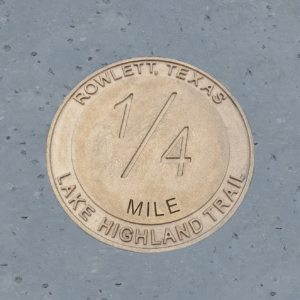 ROWLETT, TEXAS
1/4
MILE
LAKE HIGHLAND TRAIL